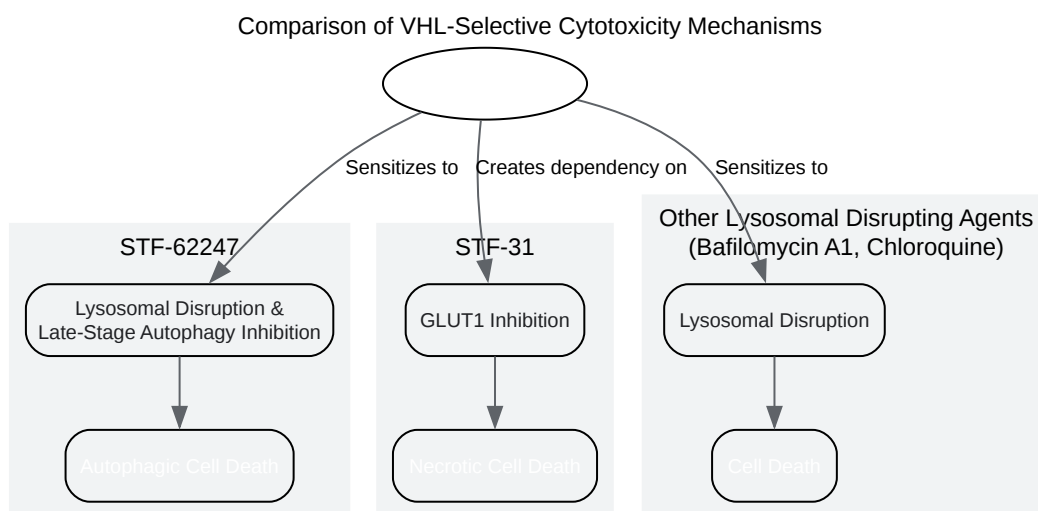 Comparison of VHL-Selective Cytotoxicity Mechanisms
Sensitizes to
Creates dependency on
Sensitizes to
STF-62247
STF-31
Other Lysosomal Disrupting Agents
(Bafilomycin A1, Chloroquine)
Lysosomal Disruption &
Late-Stage Autophagy Inhibition
GLUT1 Inhibition
Lysosomal Disruption
Autophagic Cell Death
Necrotic Cell Death
Cell Death